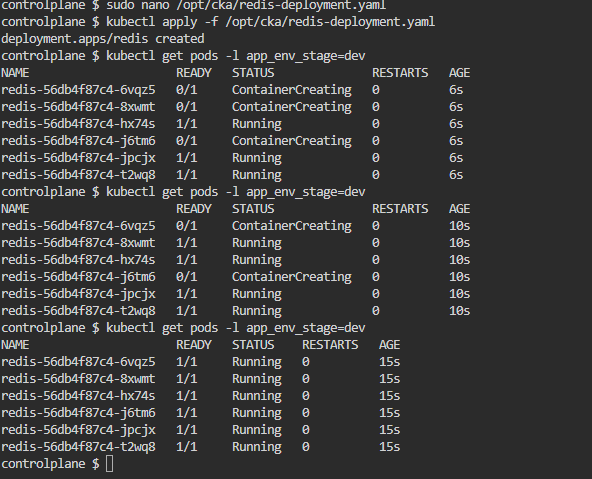 controlplane $ sudo nano /opt/cka/redis-deployment.yaml
controlplane $ kubectl apply -f /opt/cka/redis-deployment.yaml
deployment.apps/redis created
controlplane $ kubectl get pods -l app_env_stage=dev
NAME READY STATUS RESTARTS AGE
redis-56db4f87c4-6vqz5 0/1 ContainerCreating 0 6s
redis-56db4f87c4-8xwmt 0/1 ContainerCreating 0 6s
redis-56db4f87c4-hx74s 1/1 Running 0 6s
redis-56db4f87c4-j6tm6 0/1 ContainerCreating 0 6s
redis-56db4f87c4-jpcjx 1/1 Running 0 6s
redis-56db4f87c4-t2wq8 1/1 Running 0 6s
controlplane $ kubectl get pods -l app_env_stage=dev
NAME READY STATUS RESTARTS AGE
redis-56db4f87c4-6vqz5 0/1 ContainerCreating 0 10s
redis-56db4f87c4-8xwmt 1/1 Running 0 10s
redis-56db4f87c4-hx74s 1/1 Running 0 10s
redis-56db4f87c4-j6tm6 0/1 ContainerCreating 0 10s
redis-56db4f87c4-jpcjx 1/1 Running 0 10s
redis-56db4f87c4-t2wq8 1/1 Running 0 10s
controlplane $ kubectl get pods -l app_env_stage=dev
NAME READY STATUS RESTARTS AGE
redis-56db4f87c4-6vqz5 1/1 Running 0 15s
redis-56db4f87c4-8xwmt 1/1 Running 0 15s
redis-56db4f87c4-hx74s 1/1 Running 0 15s
redis-56db4f87c4-j6tm6 1/1 Running 0 15s
redis-56db4f87c4-jpcjx 1/1 Running 0 15s
redis-56db4f87c4-t2wq8 1/1 Running 0 15s
controlplane $